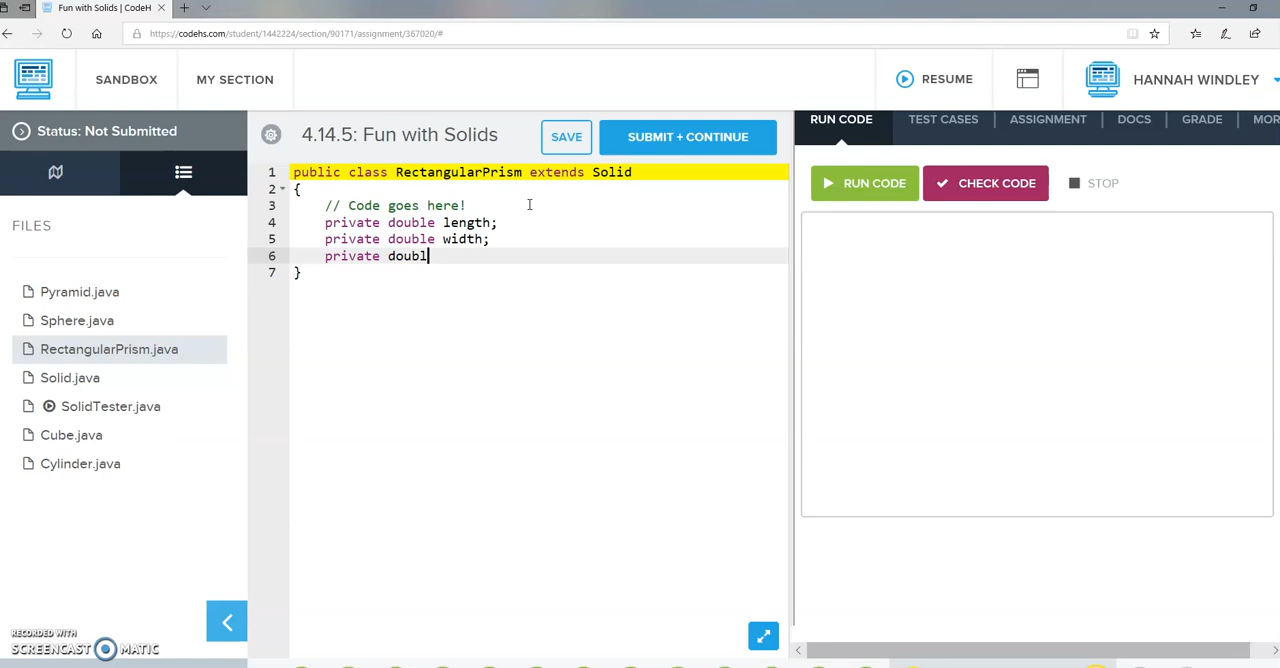 Fun with Solids | CodeH
https://codehs.com/student/1442224/section/90171/assignment/367020/#
SANDBOX
MY SECTION
RESUME
HANNAH WINDLEY
Status: Not Submitted
4.14.5: Fun with Solids
SAVE
SUBMIT + CONTINUE
RUN CODE
TEST CASES
ASSIGNMENT
DOCS
GRADE
MOR
RUN CODE
CHECK CODE
STOP
FILES
Pyramid.java
Sphere.java
RectangularPrism.java
Solid.java
SolidTester.java
Cube.java
Cylinder.java
1 public class RectangularPrism extends Solid
2 {
3 // Code goes here!
4 private double length;
5 private double width;
6 private doubl
7 }
RECORDED WITH
SCREENCAST MATIC